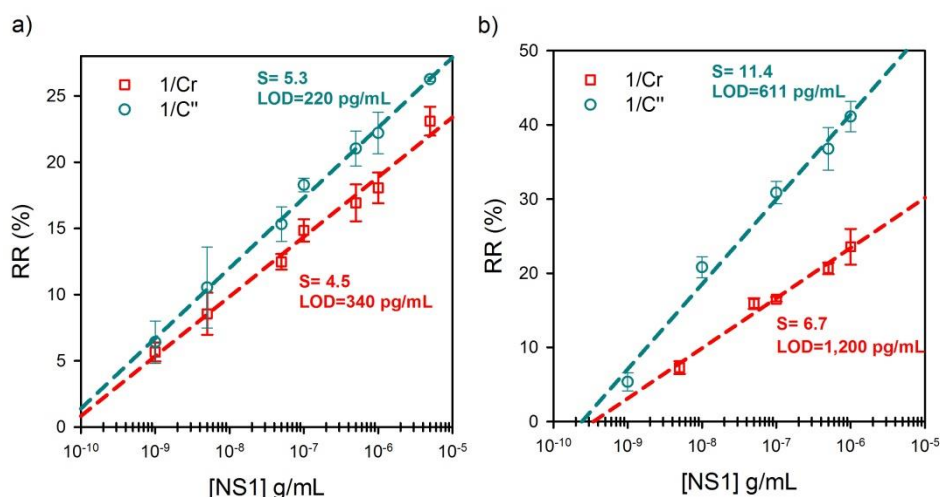 a)
RR (%)
25
20
15
10
5
0
1/Cr
1/C"
S= 5.3
LOD=220 pg/mL
S= 4.5
LOD=340 pg/mL
10-10
10-9
10-8
10-7
10-6
10-5
[NS1] g/mL
b)
RR (%)
50
40
30
20
10
0
1/Cr
1/C"
S= 11.4
LOD=611 pg/mL
S= 6.7
LOD=1,200 pg/mL
10-10
10-9
10-8
10-7
10-6
10-5
[NS1] g/mL